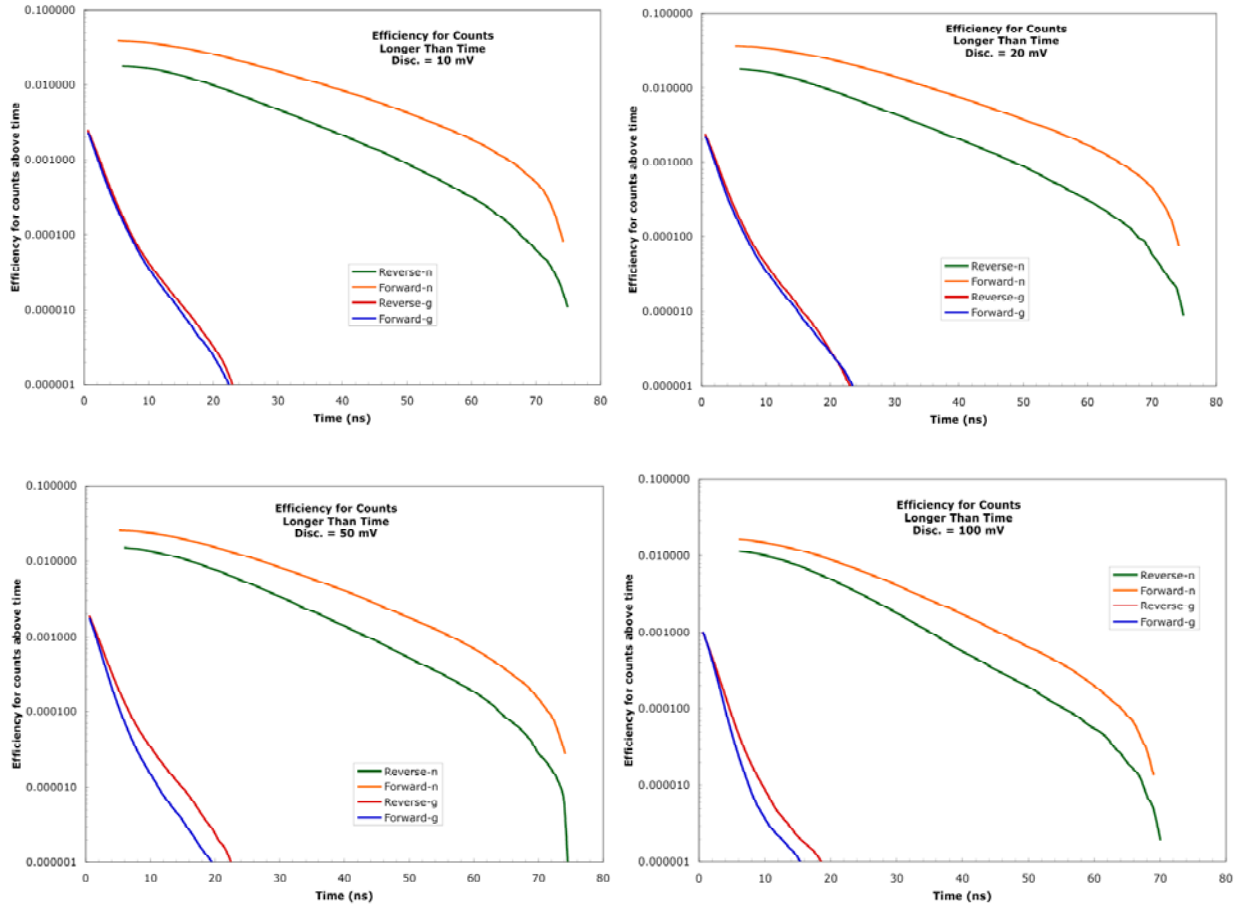 Efficiency for Counts
Longer Than Time
Disc. = 10 mV
Efficiency for counts above time
0.100000
0.010000
0.001000
0.000100
0.000010
0.000001
Reverse-n
Forward-n
Reverse-g
Forward-g
0 10 20 30 40 50 60 70 80
Time (ns)
Efficiency for Counts
Longer Than Time
Disc. = 20 mV
Efficiency for counts above time
0.100000
0.010000
0.001000
0.000100
0.000010
0.000001
Reverse-n
Forward-n
Reverse-g
Forward-g
0 10 20 30 40 50 60 70 80
Time (ns)
Efficiency for Counts
Longer Than Time
Disc. = 50 mV
Efficiency for counts above time
0.100000
0.010000
0.001000
0.000100
0.000010
0.000001
Reverse-n
Forward-n
Reverse-g
Forward-g
0 10 20 30 40 50 60 70 80
Time (ns)
Efficiency for Counts
Longer Than Time
Disc. = 100 mV
Efficiency for counts above time
0.100000
0.010000
0.001000
0.000100
0.000010
0.000001
Reverse-n
Forward-n
Reverse-g
Forward-g
0 10 20 30 40 50 60 70 80
Time (ns)